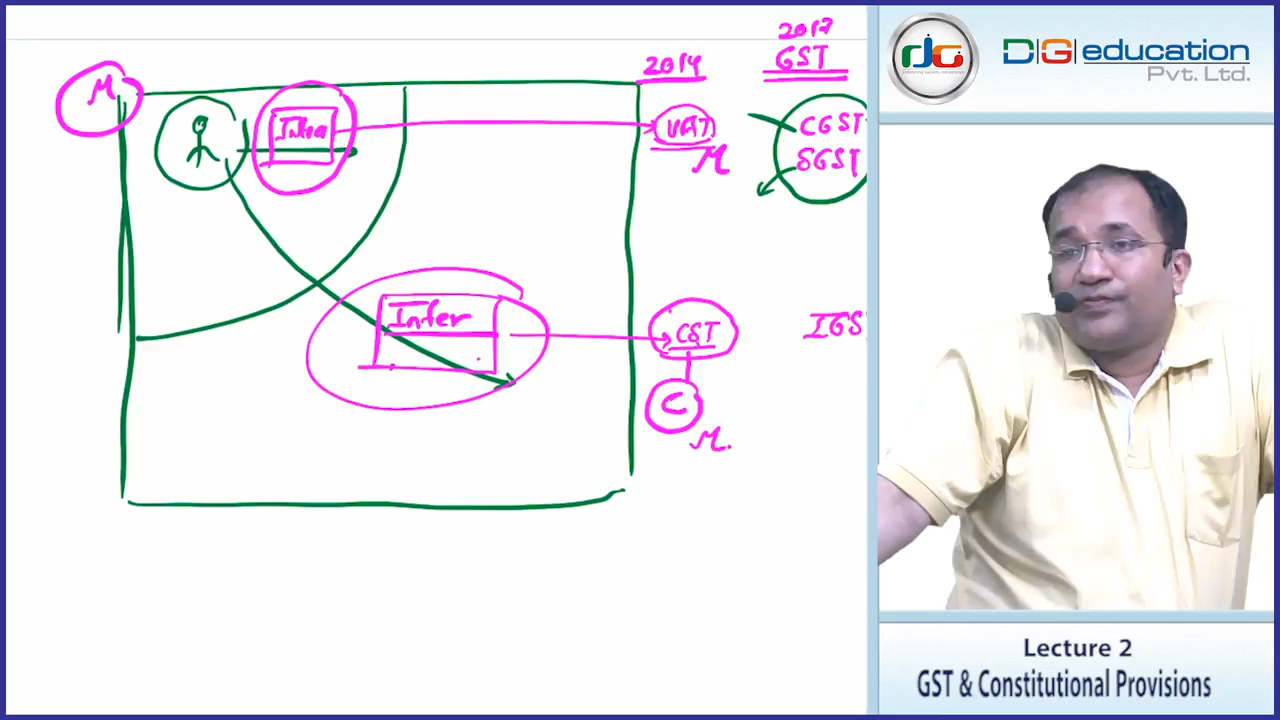 2017
GST
2014
M
Intra
VAT
M
CGST
SGST
Inter
CST
IGS
C
M.
DG education
Pvt. Ltd.
Lecture 2
GST & Constitutional Provisions